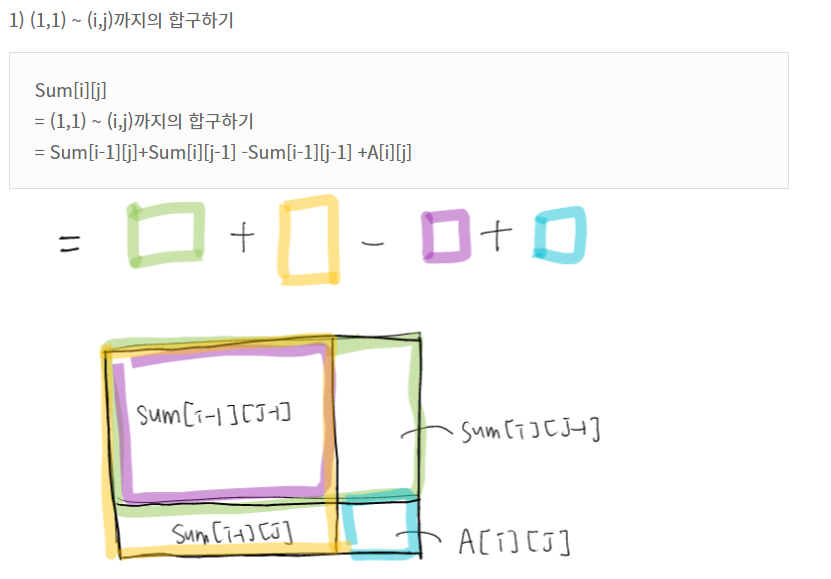 1) (1,1) ~ (i,j)까지의 합구하기
Sum[i][j]
= (1,1) ~ (i,j)까지의 합구하기
= Sum[i-1][j]+Sum[i][j-1] -Sum[i-1][j-1] +A[i][j]
= + - +
Sum[i-1][j-1]
Sum[i][j-1]
Sum[i-1][j]
A[i][j]